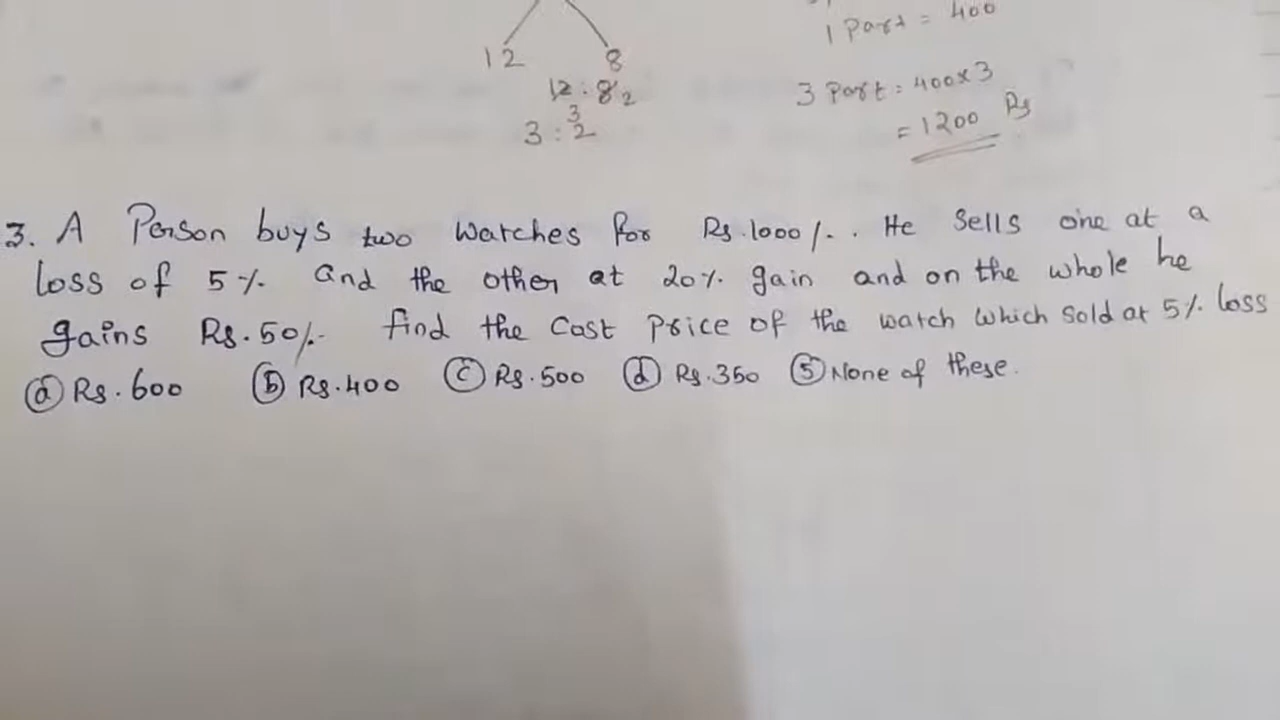 1 Part = 400
12 8
12 : 8 2
3
3 : 2
3 Part = 400x3
= 1200 Rs
3. A Person buys two watches for Rs.1000/-. He Sells one at a
loss of 5% and the other at 20% gain and on the whole he
gains Rs.50/- find the Cost Price of the watch which sold at 5% loss
(a) Rs.600 (b) Rs.400 (c) Rs.500 (d) Rs.350 (5) None of these.